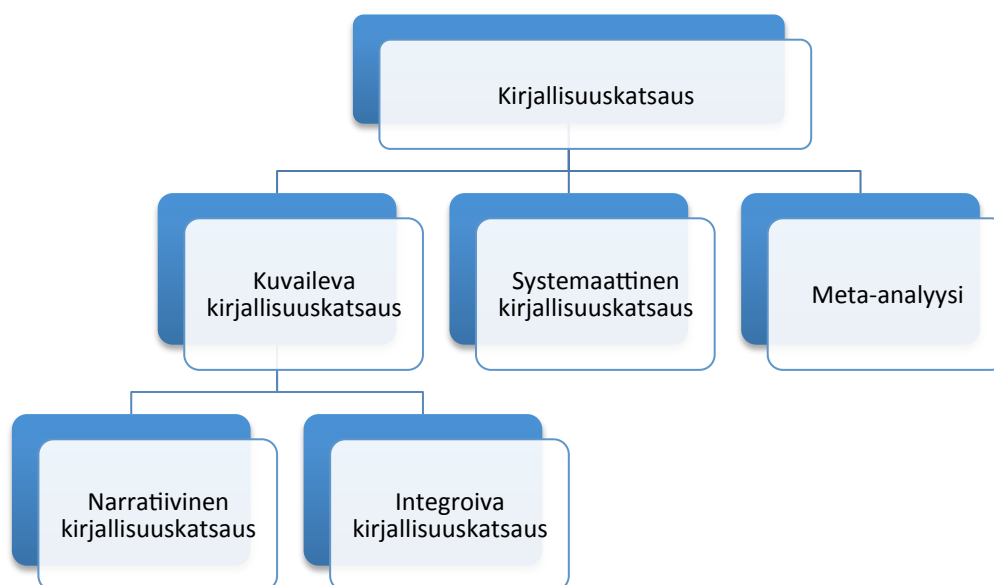 Kirjallisuuskatsaus
Kuvaileva
kirjallisuuskatsaus
Systemaattinen
kirjallisuuskatsaus
Meta-analyysi
Narratiivinen
kirjallisuuskatsaus
Integroiva
kirjallisuuskatsaus